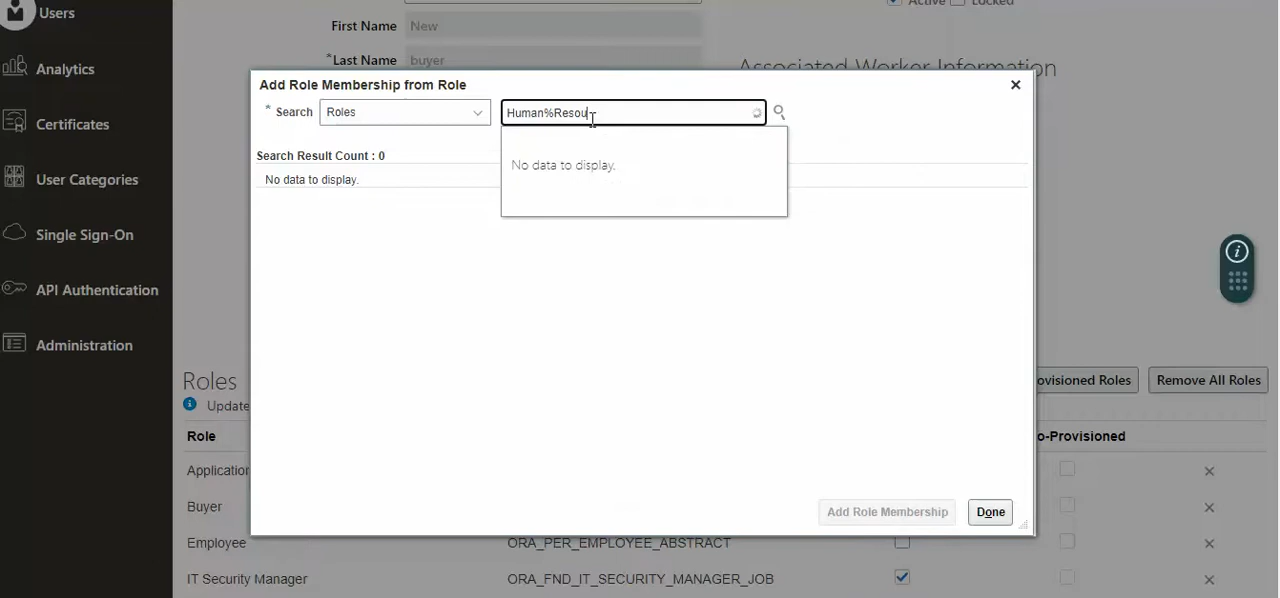 Users
Analytics
Certificates
User Categories
Single Sign-On
API Authentication
Administration
Active Locked
First Name New
*Last Name buyer
Associated Worker Information
Add Role Membership from Role
* Search Roles Human%Resou
No data to display.
Search Result Count : 0
No data to display.
Add Role Membership Done
Roles ovisioned Roles Remove All Roles
Update
Role o-Provisioned
Application
Buyer
Employee ORA_PER_EMPLOYEE_ABSTRACT
IT Security Manager ORA_FND_IT_SECURITY_MANAGER_JOB